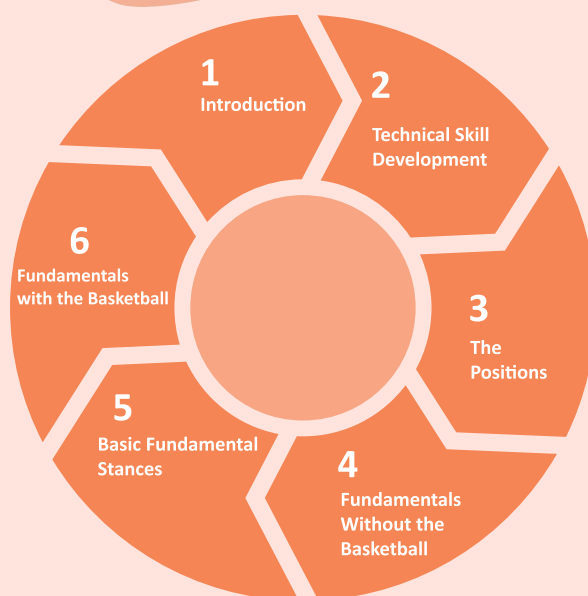 1
Introduction
2
Technical Skill
Development
3
The
Positions
4
Fundamentals
Without the
Basketball
5
Basic Fundamental
Stances
6
Fundamentals
with the Basketball